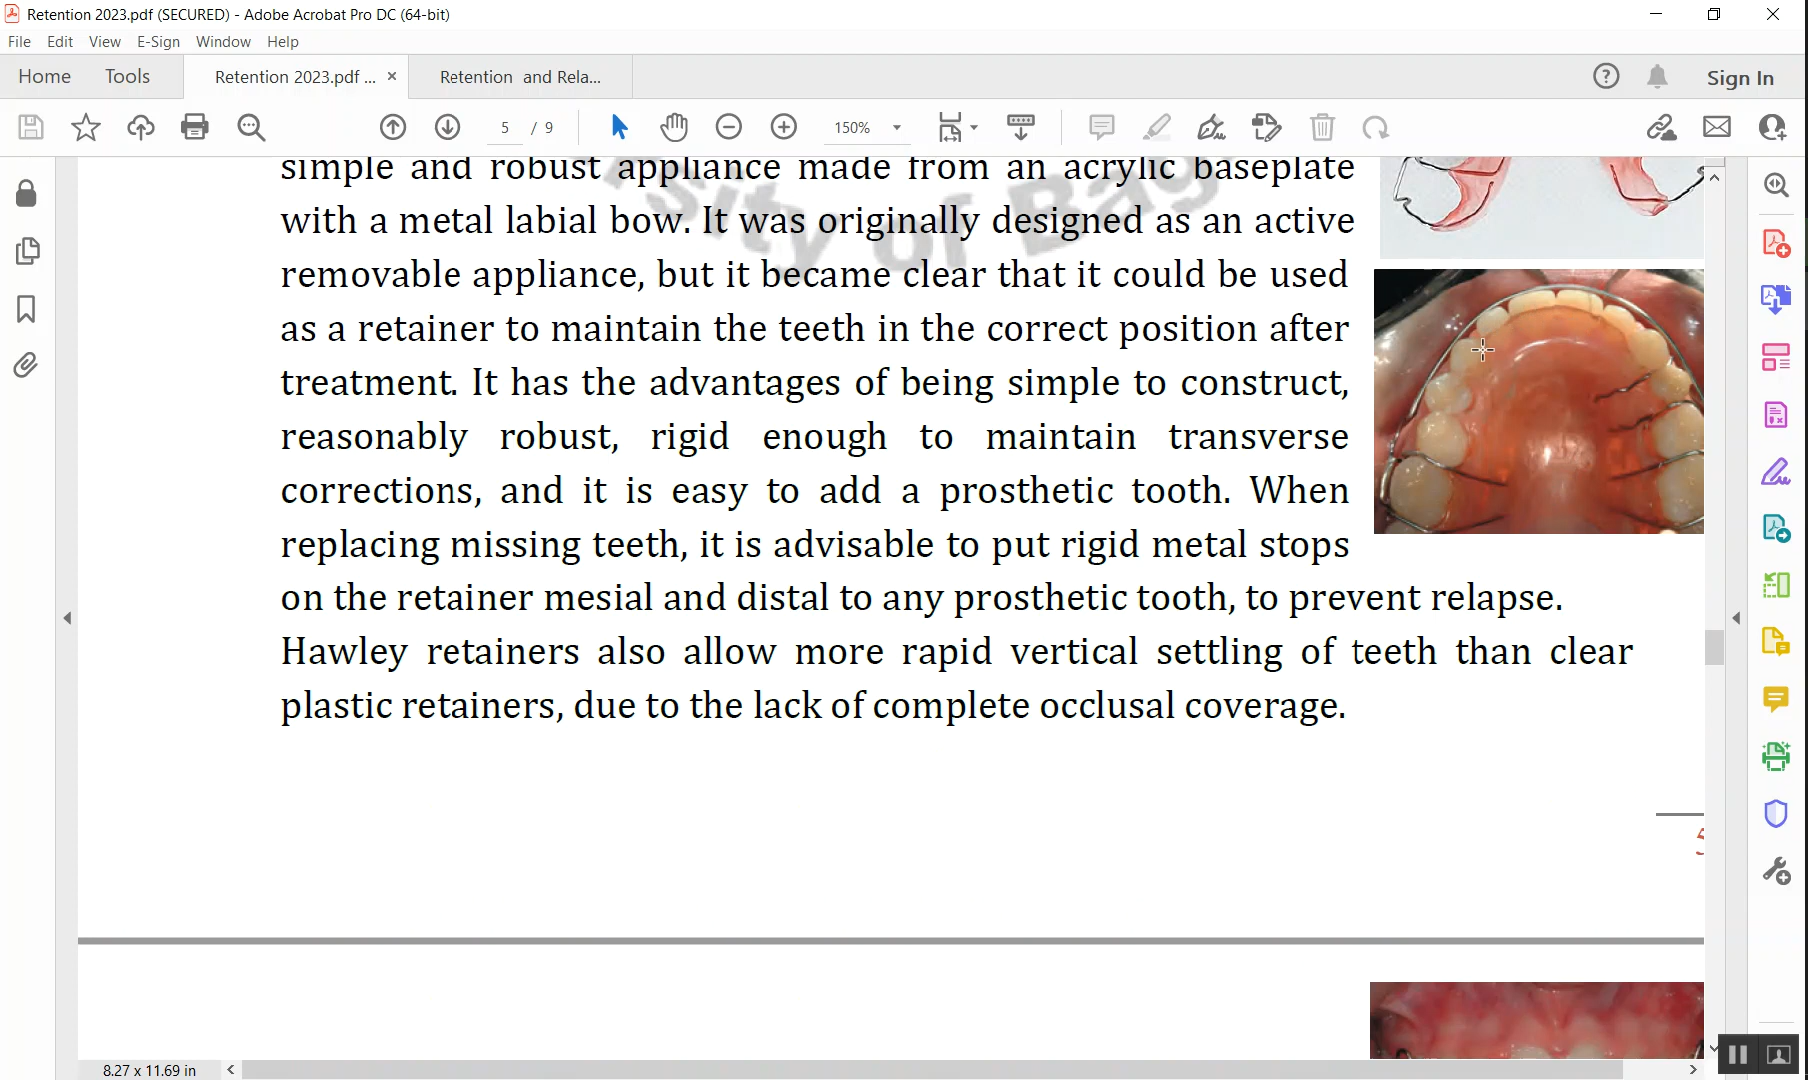 Retention 2023.pdf (SECURED) - Adobe Acrobat Pro DC (64-bit)
File Edit View E-Sign Window Help
Home Tools Retention 2023.pdf ... × Retention and Rela... Sign In
5 / 9 150%
simple and robust appliance made from an acrylic baseplate
with a metal labial bow. It was originally designed as an active
removable appliance, but it became clear that it could be used
as a retainer to maintain the teeth in the correct position after
treatment. It has the advantages of being simple to construct,
reasonably robust, rigid enough to maintain transverse
corrections, and it is easy to add a prosthetic tooth. When
replacing missing teeth, it is advisable to put rigid metal stops
on the retainer mesial and distal to any prosthetic tooth, to prevent relapse.
Hawley retainers also allow more rapid vertical settling of teeth than clear
plastic retainers, due to the lack of complete occlusal coverage.
5
8.27 x 11.69 in